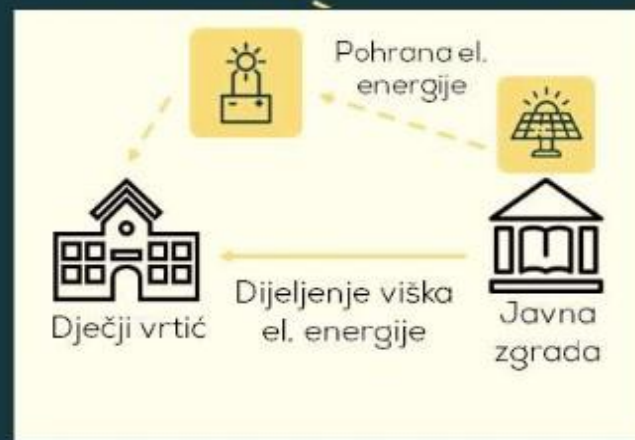 Pohrana el.
energije
Dijeljenje viška
el. energije
Dječji vrtić
Javna
zgrada